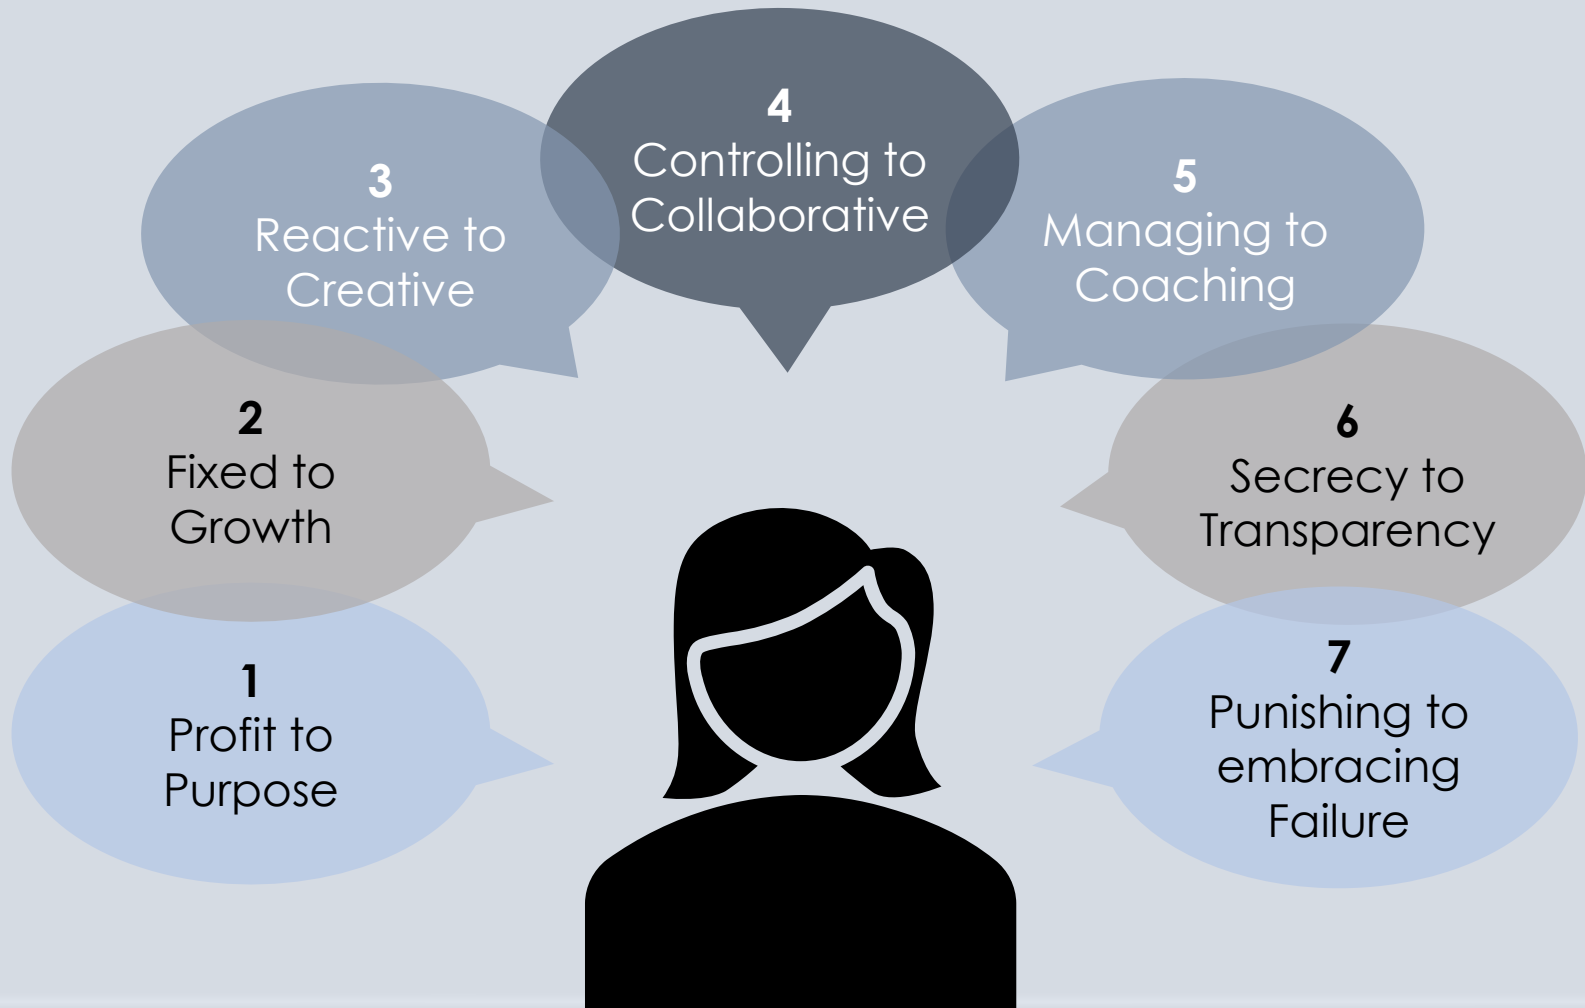 1
Profit to
Purpose
2
Fixed to
Growth
3
Reactive to
Creative
4
Controlling to
Collaborative
5
Managing to
Coaching
6
Secrecy to
Transparency
7
Punishing to
embracing
Failure